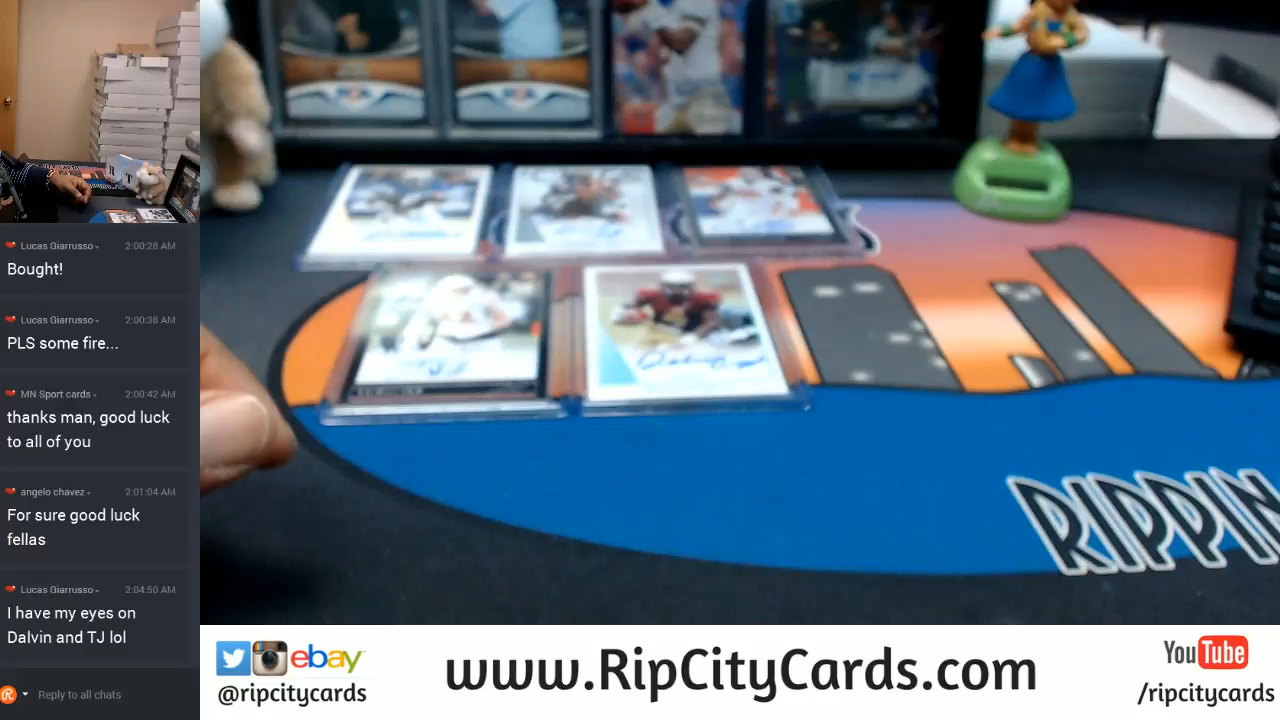 Lucas Giarrusso 2:00:28 AM
Bought!
Lucas Giarrusso 2:00:38 AM
PLS some fire...
MN Sport cards 2:00:42 AM
thanks man, good luck
to all of you
angelo chavez 2:01:04 AM
For sure good luck
fellas
Lucas Giarrusso 2:04:50 AM
I have my eyes on
Dalvin and TJ lol
Reply to all chats
RIPPIN
ebay
@ripcitycards
www.RipCityCards.com
YouTube
/ripcitycards